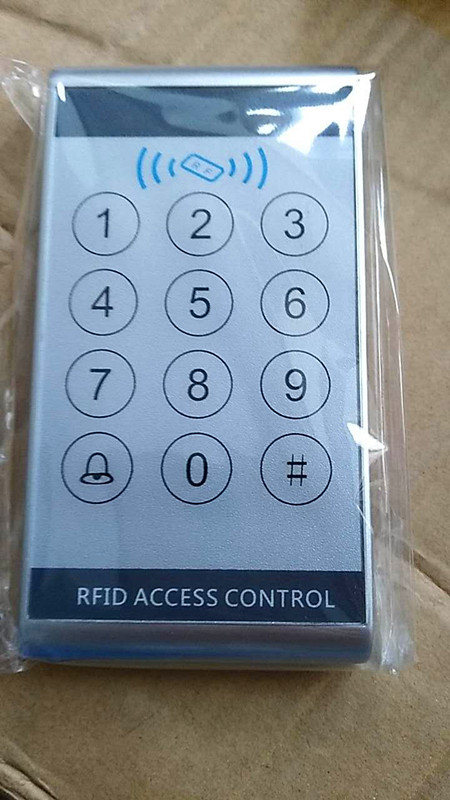 RF
1 2 3
4 5 6
7 8 9
0 #
RFID ACCESS CONTROL